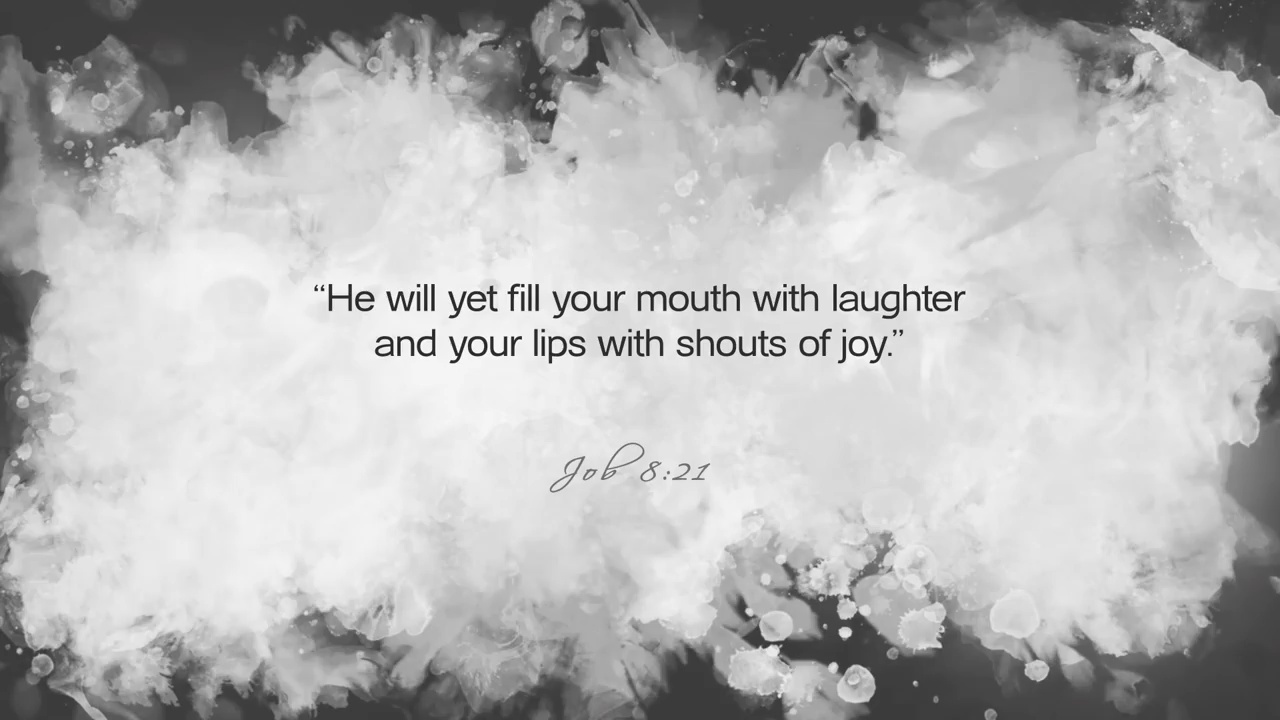 “He will yet fill your mouth with laughter
and your lips with shouts of joy.”
Job 8:21